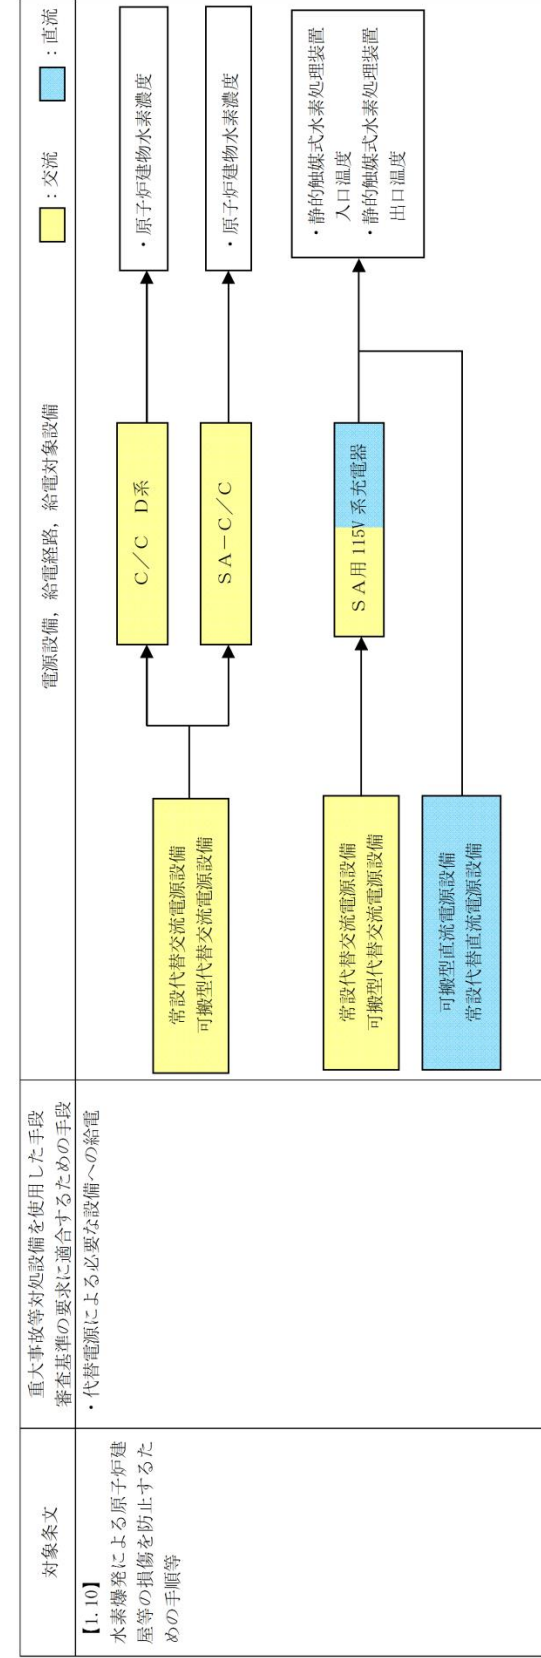 対象条文
重大事故等対処設備を使用した手段
審査基準の要求に適合するための手段
電源設備，給電経路，給電対象設備
：交流
：直流
【1.10】
水素爆発による原子炉建
屋等の損傷を防止するた
めの手順等
・代替電源による必要な設備への給電
常設代替交流電源設備
可搬型代替交流電源設備
Ｃ／Ｃ　Ｄ系
・原子炉建物水素濃度
ＳＡ－Ｃ／Ｃ
・原子炉建物水素濃度
常設代替交流電源設備
可搬型代替交流電源設備
ＳＡ用 115V 系充電器
・静的触媒式水素処理装置
入口温度
・静的触媒式水素処理装置
出口温度
可搬型直流電源設備
常設代替直流電源設備